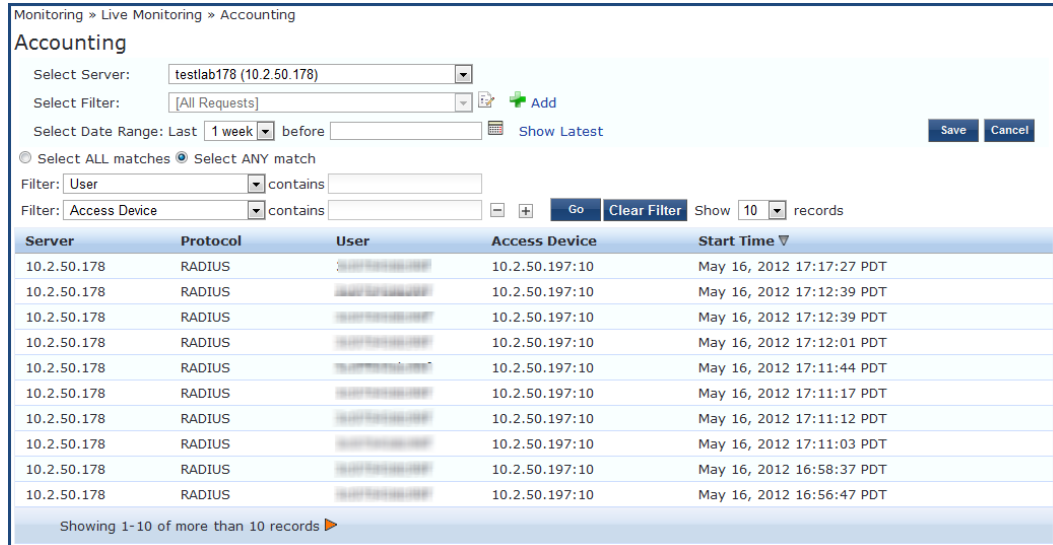 Monitoring » Live Monitoring » Accounting
Accounting
Select Server: testlab178 (10.2.50.178)
Select Filter: [All Requests] Add
Select Date Range: Last 1 week before Show Latest Save Cancel
Select ALL matches Select ANY match
Filter: User contains
Filter: Access Device contains Go Clear Filter Show 10 records
Server Protocol User Access Device Start Time
10.2.50.178 RADIUS 10.2.50.197:10 May 16, 2012 17:17:27 PDT
10.2.50.178 RADIUS 10.2.50.197:10 May 16, 2012 17:12:39 PDT
10.2.50.178 RADIUS 10.2.50.197:10 May 16, 2012 17:12:39 PDT
10.2.50.178 RADIUS 10.2.50.197:10 May 16, 2012 17:12:01 PDT
10.2.50.178 RADIUS 10.2.50.197:10 May 16, 2012 17:11:44 PDT
10.2.50.178 RADIUS 10.2.50.197:10 May 16, 2012 17:11:17 PDT
10.2.50.178 RADIUS 10.2.50.197:10 May 16, 2012 17:11:12 PDT
10.2.50.178 RADIUS 10.2.50.197:10 May 16, 2012 17:11:03 PDT
10.2.50.178 RADIUS 10.2.50.197:10 May 16, 2012 16:58:37 PDT
10.2.50.178 RADIUS 10.2.50.197:10 May 16, 2012 16:56:47 PDT
Showing 1-10 of more than 10 records